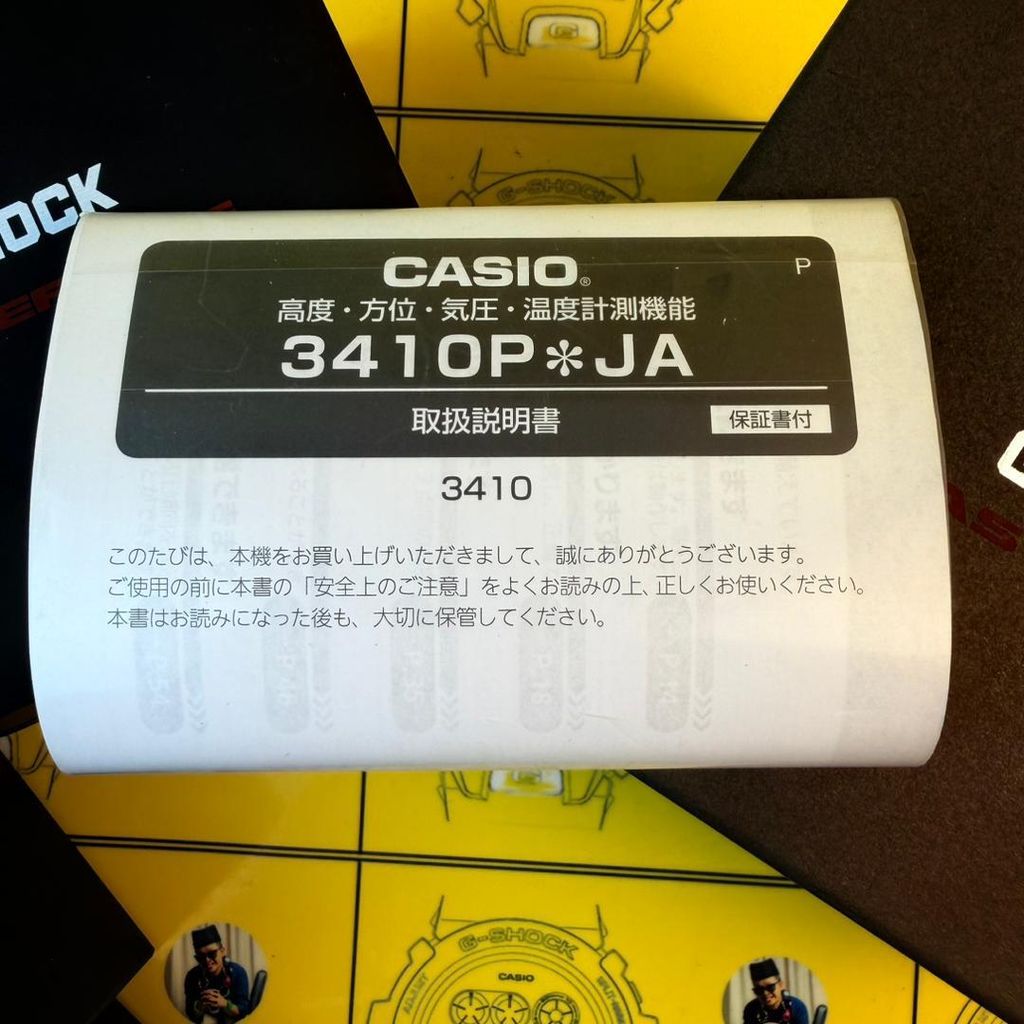 G-SHOCK
HOCK
CASIO®
P
高度・方位・気圧・温度計測機能
3410P＊JA
取扱説明書
保証書付
3410
このたびは、本機をお買い上げいただきまして、誠にありがとうございます。
ご使用の前に本書の「安全上のご注意」をよくお読みの上、正しくお使いください。
本書はお読みになった後も、大切に保管してください。
G-SHOCK
CASIO
ADJUST